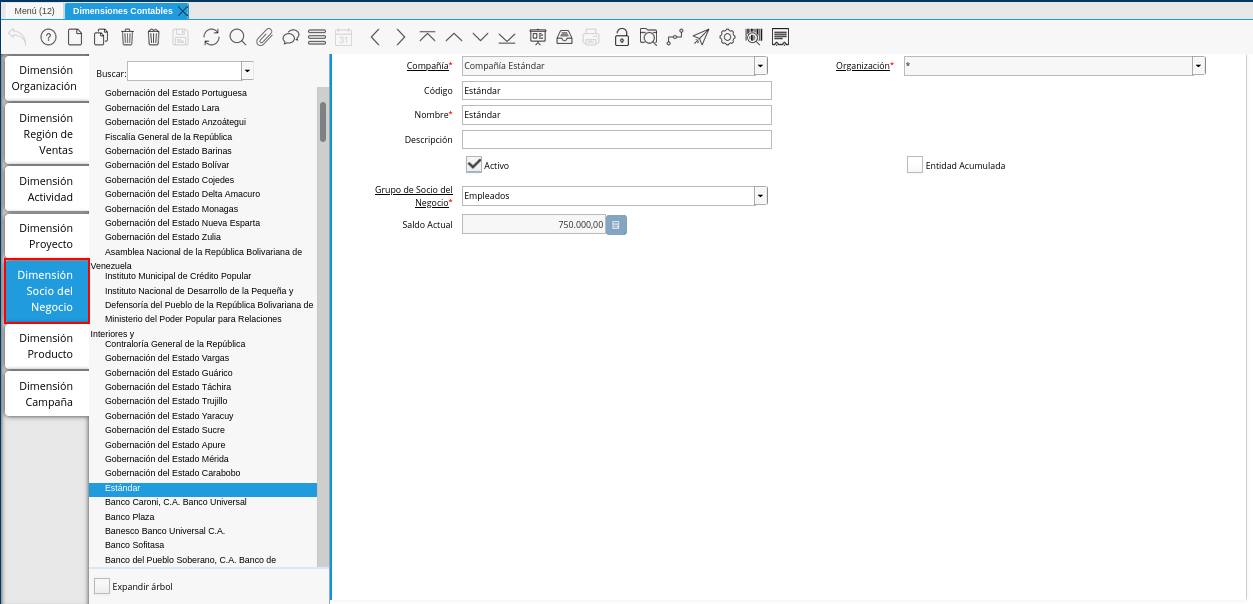 Menú (12)
Dimensiones Contables
31
Dimensión
Organización
Dimensión
Región de
Ventas
Dimensión
Actividad
Dimensión
Proyecto
Dimensión
Socio del
Negocio
Dimensión
Producto
Dimensión
Campaña
Buscar:
Gobernación del Estado Portuguesa
Gobernación del Estado Lara
Gobernación del Estado Anzoátegui
Fiscalía General de la República
Gobernación del Estado Barinas
Gobernación del Estado Bolívar
Gobernación del Estado Cojedes
Gobernación del Estado Delta Amacuro
Gobernación del Estado Monagas
Gobernación del Estado Nueva Esparta
Gobernación del Estado Zulia
Asamblea Nacional de la República Bolivariana de
Venezuela
Instituto Municipal de Crédito Popular
Instituto Nacional de Desarrollo de la Pequeña y
Defensoría del Pueblo de la República Bolivariana de
Ministerio del Poder Popular para Relaciones
Interiores y
Contraloría General de la República
Gobernación del Estado Vargas
Gobernación del Estado Guárico
Gobernación del Estado Táchira
Gobernación del Estado Trujillo
Gobernación del Estado Yaracuy
Gobernación del Estado Sucre
Gobernación del Estado Apure
Gobernación del Estado Mérida
Gobernación del Estado Carabobo
Estándar
Banco Caroni, C.A. Banco Universal
Banco Plaza
Banesco Banco Universal C.A.
Banco Sofitasa
Banco del Pueblo Soberano, C.A. Banco de
Expandir árbol
Compañía* Compañía Estándar
Organización* *
Código Estándar
Nombre* Estándar
Descripción
Activo
Entidad Acumulada
Grupo de Socio del
Negocio* Empleados
Saldo Actual 750.000,00